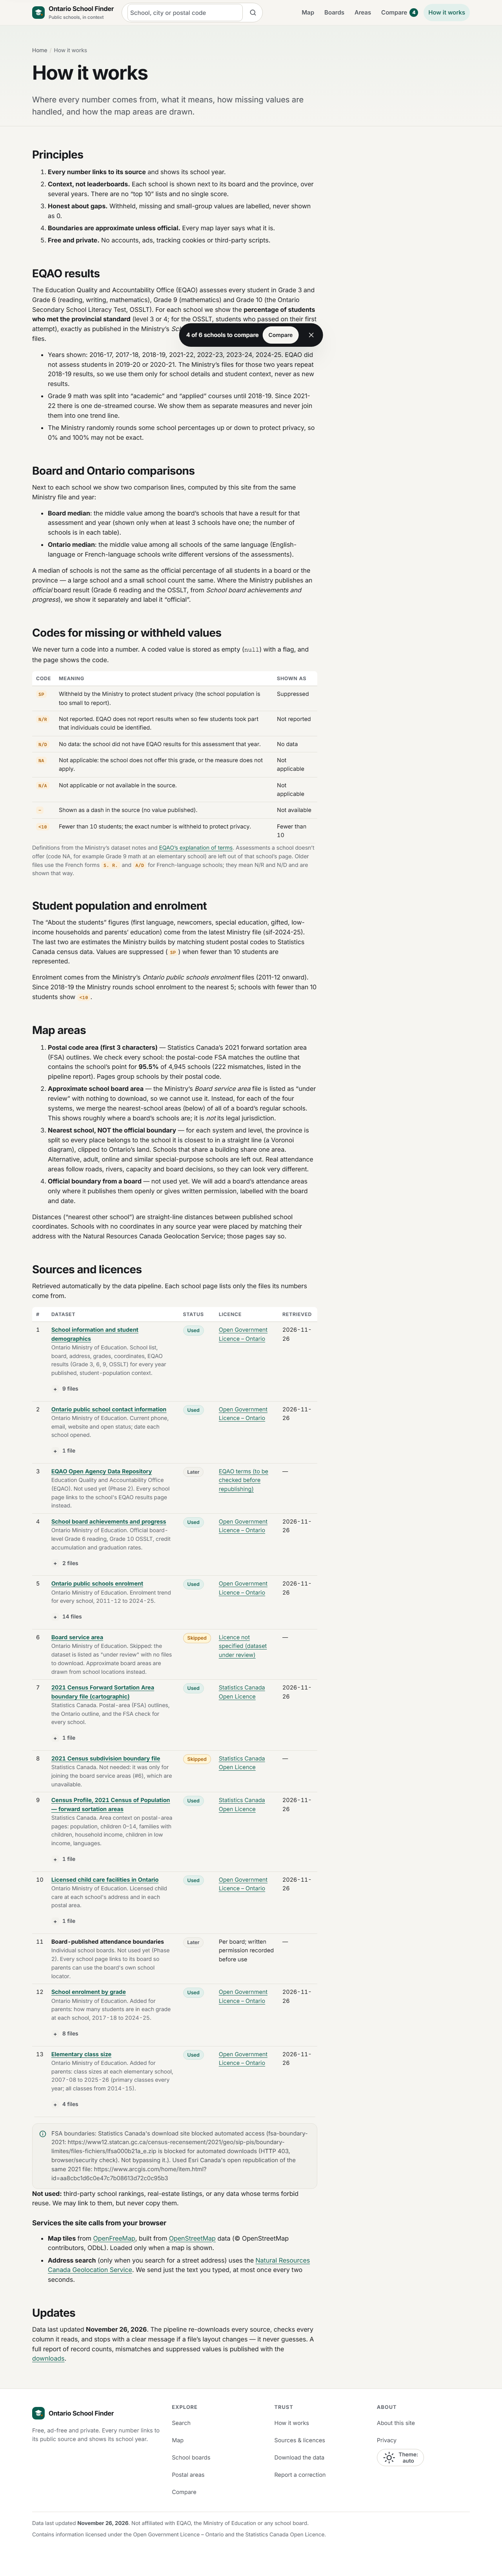 Ontario School Finder
Public schools, in context
School, city or postal code
Map
Boards
Areas
Compare 4
How it works
Home / How it works
How it works
Where every number comes from, what it means, how missing values are
handled, and how the map areas are drawn.
Principles
1. Every number links to its source and shows its school year.
2. Context, not leaderboards. Each school is shown next to its board and the province, over
several years. There are no “top 10” lists and no single score.
3. Honest about gaps. Withheld, missing and small-group values are labelled, never shown
as 0.
4. Boundaries are approximate unless official. Every map layer says what it is.
5. Free and private. No accounts, ads, tracking cookies or third-party scripts.
EQAO results
The Education Quality and Accountability Office (EQAO) assesses every student in Grade 3 and
Grade 6 (reading, writing, mathematics), Grade 9 (mathematics) and Grade 10 (the Ontario
Secondary School Literacy Test, OSSLT). For each school we show the percentage of students
who met the provincial standard (level 3 or 4; for the OSSLT, students who passed on their first
attempt), exactly as published in the Ministry’s
files.
4 of 6 schools to compare
Compare
• Years shown: 2016-17, 2017-18, 2018-19, 2021-22, 2022-23, 2023-24, 2024-25. EQAO did
not assess students in 2019-20 or 2020-21. The Ministry’s files for those two years repeat
2018-19 results, so we use them only for school details and student context, never as new
results.
• Grade 9 math was split into “academic” and “applied” courses until 2018-19. Since 2021-
22 there is one de-streamed course. We show them as separate measures and never join
them into one trend line.
• The Ministry randomly rounds some school percentages up or down to protect privacy, so
0% and 100% may not be exact.
Board and Ontario comparisons
Next to each school we show two comparison lines, computed by this site from the same
Ministry file and year:
• Board median: the middle value among the board’s schools that have a result for that
assessment and year (shown only when at least 3 schools have one; the number of
schools is in each table).
• Ontario median: the middle value among all schools of the same language (English-
language or French-language schools write different versions of the assessments).
A median of schools is not the same as the official percentage of all students in a board or the
province — a large school and a small school count the same. Where the Ministry publishes an
official board result (Grade 6 reading and the OSSLT, from School board achievements and
progress), we show it separately and label it “official”.
Codes for missing or withheld values
We never turn a code into a number. A coded value is stored as empty (null) with a flag, and
the page shows the code.
CODE MEANING SHOWN AS
SP Withheld by the Ministry to protect student privacy (the school population is Suppressed
too small to report).
N/R Not reported. EQAO does not report results when so few students took part Not reported
that individuals could be identified.
N/D No data: the school did not have EQAO results for this assessment that year. No data
NA Not applicable: the school does not offer this grade, or the measure does not Not
apply. applicable
N/A Not applicable or not available in the source. Not
applicable
– Shown as a dash in the source (no value published). Not available
<10 Fewer than 10 students; the exact number is withheld to protect privacy. Fewer than
10
Definitions from the Ministry’s dataset notes and EQAO’s explanation of terms. Assessments a school doesn’t
offer (code NA, for example Grade 9 math at an elementary school) are left out of that school’s page. Older
files use the French forms S. R. and A/D for French-language schools; they mean N/R and N/D and are
shown that way.
Student population and enrolment
The “About the students” figures (first language, newcomers, special education, gifted, low-
income households and parents’ education) come from the latest Ministry file (sif-2024-25).
The last two are estimates the Ministry builds by matching student postal codes to Statistics
Canada census data. Values are suppressed ( SP ) when fewer than 10 students are
represented.
Enrolment comes from the Ministry’s Ontario public schools enrolment files (2011-12 onward).
Since 2018-19 the Ministry rounds school enrolment to the nearest 5; schools with fewer than 10
students show <10 .
Map areas
1. Postal code area (first 3 characters) — Statistics Canada’s 2021 forward sortation area
(FSA) outlines. We check every school: the postal-code FSA matches the outline that
contains the school’s point for 95.5% of 4,945 schools (222 mismatches, listed in the
pipeline report). Pages group schools by their postal code.
2. Approximate school board area — the Ministry’s Board service area file is listed as “under
review” with nothing to download, so we cannot use it. Instead, for each of the four
systems, we merge the nearest-school areas (below) of all of a board’s regular schools.
This shows roughly where a board’s schools are; it is not its legal jurisdiction.
3. Nearest school, NOT the official boundary — for each system and level, the province is
split so every place belongs to the school it is closest to in a straight line (a Voronoi
diagram), clipped to Ontario’s land. Schools that share a building share one area.
Alternative, adult, online and similar special-purpose schools are left out. Real attendance
areas follow roads, rivers, capacity and board decisions, so they can look very different.
4. Official boundary from a board — not used yet. We will add a board’s attendance areas
only where it publishes them openly or gives written permission, labelled with the board
and date.
Distances (“nearest other school”) are straight-line distances between published school
coordinates. Schools with no coordinates in any source year were placed by matching their
address with the Natural Resources Canada Geolocation Service; those pages say so.
Sources and licences
Retrieved automatically by the data pipeline. Each school page lists only the files its numbers
come from.
# DATASET STATUS LICENCE RETRIEVED
1 School information and student Used Open Government 2026-11-
demographics Licence – Ontario 26
Ontario Ministry of Education. School list,
board, address, grades, coordinates, EQAO
results (Grade 3, 6, 9, OSSLT) for every year
published, student-population context.
+ 9 files
2 Ontario public school contact information Used Open Government 2026-11-
Ontario Ministry of Education. Current phone, Licence – Ontario 26
email, website and open status; date each
school opened.
+ 1 file
3 EQAO Open Agency Data Repository Later EQAO terms (to be —
Education Quality and Accountability Office checked before
(EQAO). Not used yet (Phase 2). Every school republishing)
page links to the school’s EQAO results page
instead.
4 School board achievements and progress Used Open Government 2026-11-
Ontario Ministry of Education. Official board- Licence – Ontario 26
level Grade 6 reading, Grade 10 OSSLT, credit
accumulation and graduation rates.
+ 2 files
5 Ontario public schools enrolment Used Open Government 2026-11-
Ontario Ministry of Education. Enrolment trend Licence – Ontario 26
for every school, 2011-12 to 2024-25.
+ 14 files
6 Board service area Skipped Licence not —
Ontario Ministry of Education. Skipped: the specified (dataset
dataset is listed as “under review” with no files under review)
to download. Approximate board areas are
drawn from school locations instead.
7 2021 Census Forward Sortation Area Used Statistics Canada 2026-11-
boundary file (cartographic) Open Licence 26
Statistics Canada. Postal-area (FSA) outlines,
the Ontario outline, and the FSA check for
every school.
+ 1 file
8 2021 Census subdivision boundary file Skipped Statistics Canada —
Statistics Canada. Not needed: it was only for Open Licence
joining the board service areas (#6), which are
unavailable.
9 Census Profile, 2021 Census of Population Used Statistics Canada 2026-11-
— forward sortation areas Open Licence 26
Statistics Canada. Area context on postal-area
pages: population, children 0–14, families with
children, household income, children in low
income, languages.
+ 1 file
10 Licensed child care facilities in Ontario Used Open Government 2026-11-
Ontario Ministry of Education. Licensed child Licence – Ontario 26
care at each school’s address and in each
postal area.
+ 1 file
11 Board-published attendance boundaries Later Per board; written —
Individual school boards. Not used yet (Phase permission recorded
2). Every school page links to its board so before use
parents can use the board’s own school
locator.
12 School enrolment by grade Used Open Government 2026-11-
Ontario Ministry of Education. Added for Licence – Ontario 26
parents: how many students are in each grade
at each school, 2017-18 to 2024-25.
+ 8 files
13 Elementary class size Used Open Government 2026-11-
Ontario Ministry of Education. Added for Licence – Ontario 26
parents: class sizes at each elementary school,
2007-08 to 2025-26 (primary classes every
year; all classes from 2014-15).
+ 4 files
FSA boundaries: Statistics Canada’s download site blocked automated access (fsa-boundary-
2021: https://www12.statcan.gc.ca/census-recensement/2021/geo/sip-pis/boundary-
limites/files-fichiers/lfsa000b21a_e.zip is blocked for automated downloads (HTTP 403,
browser/security check). Not bypassing it.). Used Esri Canada’s open republication of the
same 2021 file: https://www.arcgis.com/home/item.html?
id=aa8cbc1d6c0e47c7b08613d72c0c95b3
Not used: third-party school rankings, real-estate listings, or any data whose terms forbid
reuse. We may link to them, but never copy them.
Services the site calls from your browser
• Map tiles from OpenFreeMap, built from OpenStreetMap data (© OpenStreetMap
contributors, ODbL). Loaded only when a map is shown.
• Address search (only when you search for a street address) uses the Natural Resources
Canada Geolocation Service. We send just the text you typed, at most once every two
seconds.
Updates
Data last updated November 26, 2026. The pipeline re-downloads every source, checks every
column it reads, and stops with a clear message if a file’s layout changes — it never guesses. A
full report of record counts, mismatches and suppressed values is published with the
downloads.
Ontario School Finder
Free, ad-free and private. Every number links to
its public source and shows its school year.
EXPLORE
Search
Map
School boards
Postal areas
Compare
TRUST
How it works
Sources & licences
Download the data
Report a correction
ABOUT
About this site
Privacy
Theme:
auto
Data last updated November 26, 2026. Not affiliated with EQAO, the Ministry of Education or any school board.
Contains information licensed under the Open Government Licence – Ontario and the Statistics Canada Open Licence.